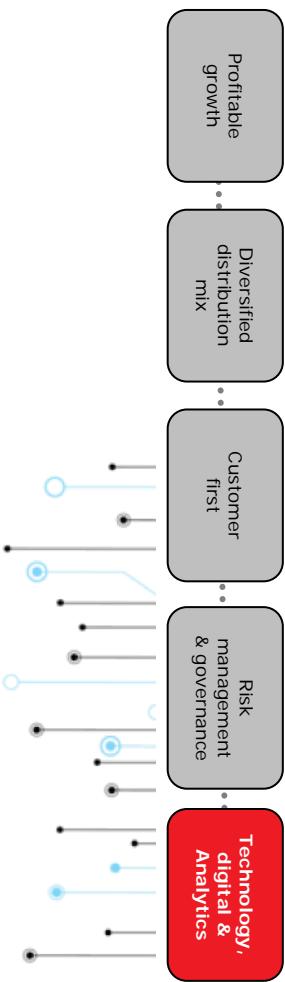 Profitable
growth
Diversified
distribution
mix
Customer
first
Risk
management
& governance
Technology,
digital &
Analytics